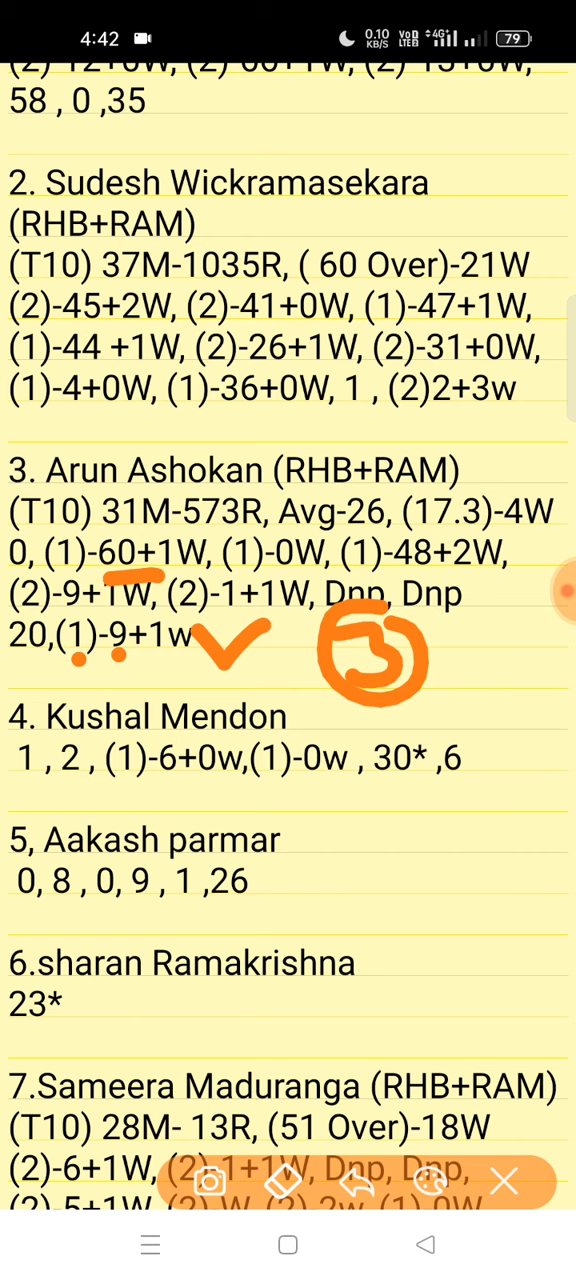 4:42 0.10 KB/S VoD LTE 4G 79
58 , 0 ,35
2. Sudesh Wickramasekara
(RHB+RAM)
(T10) 37M-1035R, ( 60 Over)-21W
(2)-45+2W, (2)-41+0W, (1)-47+1W,
(1)-44 +1W, (2)-26+1W, (2)-31+0W,
(1)-4+0W, (1)-36+0W, 1 , (2)2+3w
3. Arun Ashokan (RHB+RAM)
(T10) 31M-573R, Avg-26, (17.3)-4W
0, (1)-60+1W, (1)-0W, (1)-48+2W,
(2)-9+1W, (2)-1+1W, Dnp, Dnp
20,(1)-9+1w 3
4. Kushal Mendon
1 , 2 , (1)-6+0w,(1)-0w , 30* ,6
5, Aakash parmar
0, 8 , 0, 9 , 1 ,26
6.sharan Ramakrishna
23*
7.Sameera Maduranga (RHB+RAM)
(T10) 28M- 13R, (51 Over)-18W
(2)-6+1W, (2)-1+1W, Dnp, Dnp,